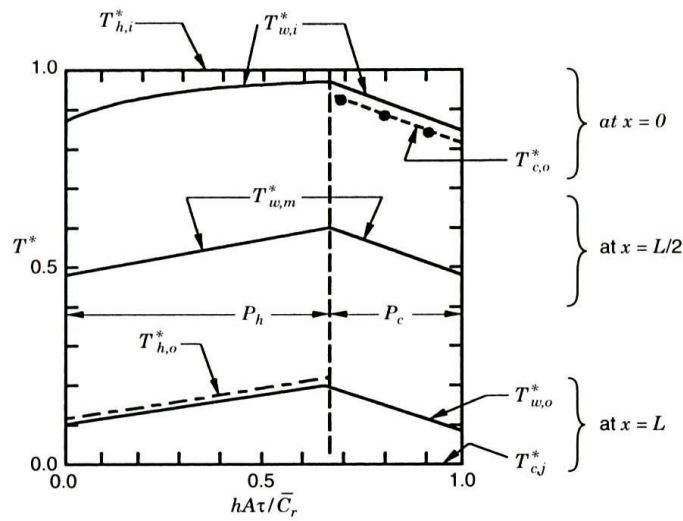 T*h,i
T*w,i
1.0
at x = 0
T*c,o
T*w,m
T*
0.5
at x = L/2
Ph
Pc
T*h,o
T*w,o
at x = L
T*c,j
0.0
0.0
0.5
1.0
hAτ/C̄r